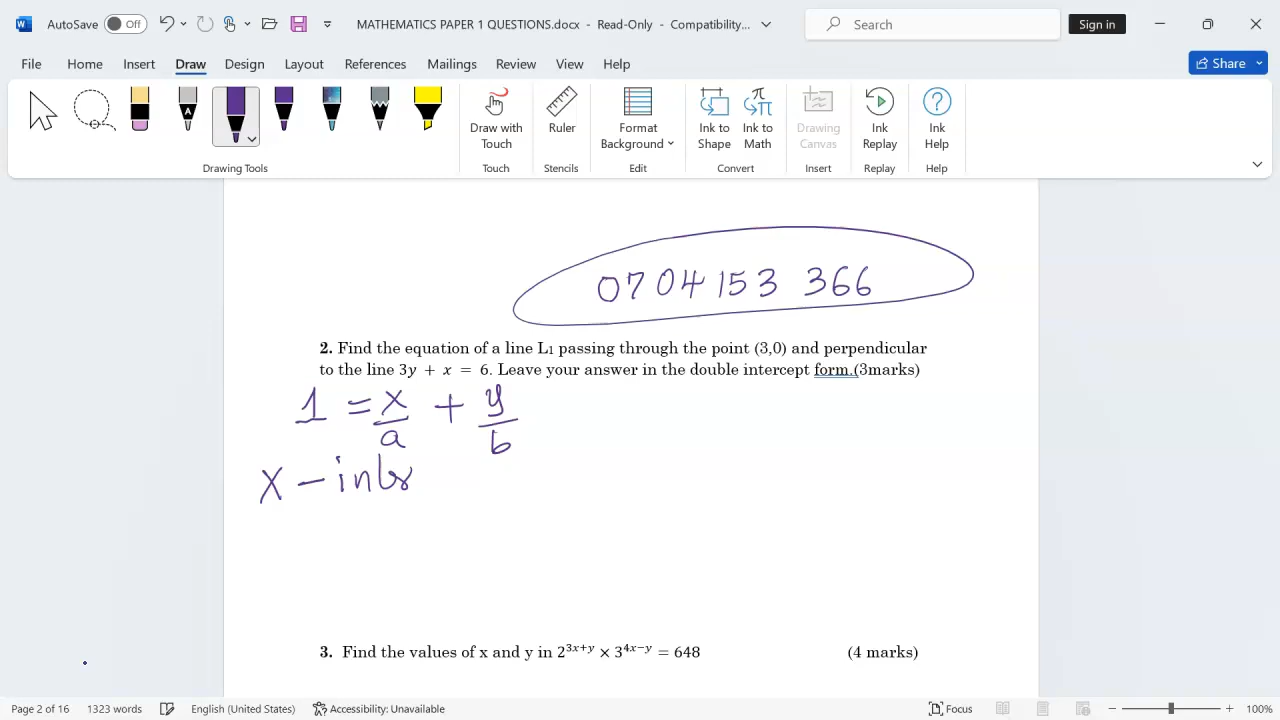 AutoSave Off MATHEMATICS PAPER 1 QUESTIONS.docx - Read-Only - Compatibility... Search Sign in
File Home Insert Draw Design Layout References Mailings Review View Help Share
Draw with Touch
Ruler
Format Background
Ink to Shape
Ink to Math
Drawing Canvas
Ink Replay
Ink Help
Drawing Tools Touch Stencils Edit Convert Insert Replay Help
0704153 366
2. Find the equation of a line L₁ passing through the point (3,0) and perpendicular
to the line 3y + x = 6. Leave your answer in the double intercept form.(3marks)
1 = x/a + y/b
3. Find the values of x and y in 2^{3x+y} × 3^{4x−y} = 648 (4 marks)
Page 2 of 16 1323 words English (United States) Accessibility: Unavailable Focus 100%